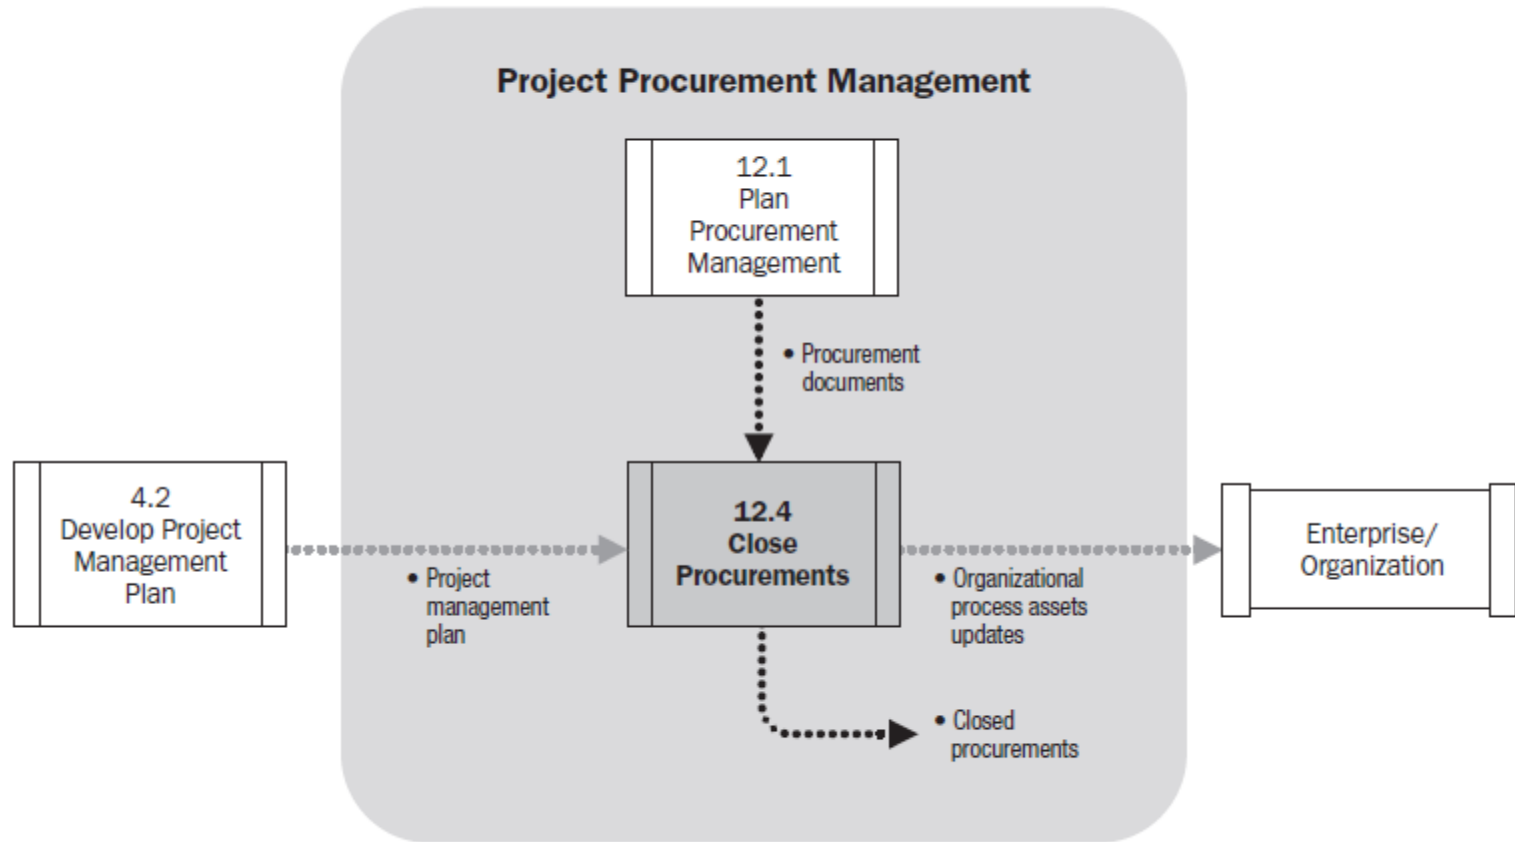 Project Procurement Management
12.1
Plan
Procurement
Management
• Procurement
documents
4.2
Develop Project
Management
Plan
• Project
management
plan
12.4
Close
Procurements
• Organizational
process assets
updates
Enterprise/
Organization
• Closed
procurements